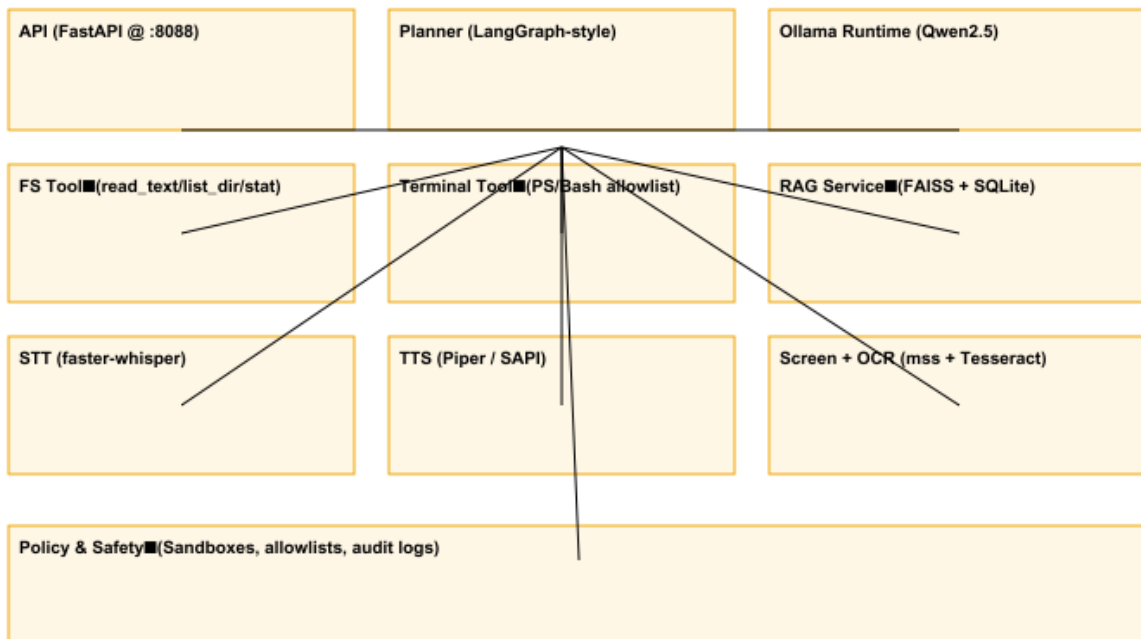 API (FastAPI @ :8088)
Planner (LangGraph-style)
Ollama Runtime (Qwen2.5)
FS Tool■(read_text/list_dir/stat)
Terminal Tool■(PS/Bash allowlist)
RAG Service■(FAISS + SQLite)
STT (faster-whisper)
TTS (Piper / SAPI)
Screen + OCR (mss + Tesseract)
Policy & Safety■(Sandboxes, allowlists, audit logs)